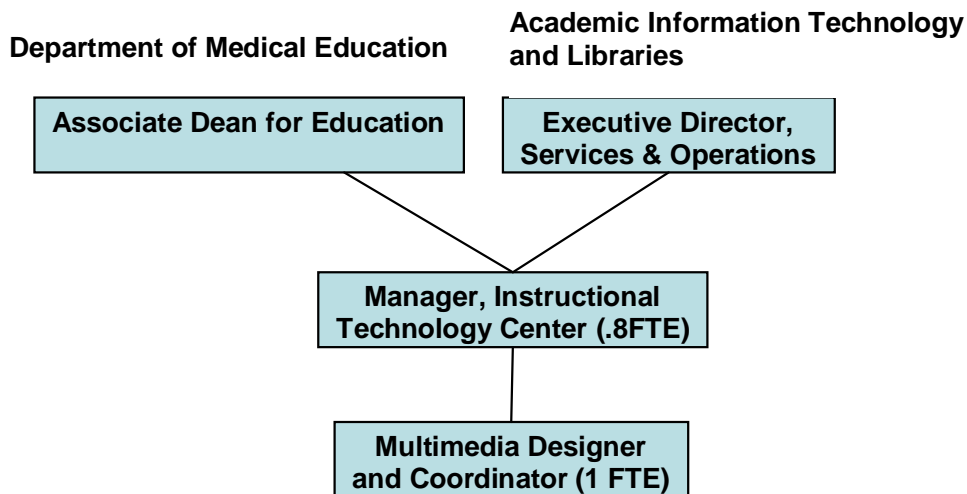 Department of Medical Education
Academic Information Technology
and Libraries
Associate Dean for Education
Executive Director,
Services & Operations
Manager, Instructional
Technology Center (.8FTE)
Multimedia Designer
and Coordinator (1 FTE)